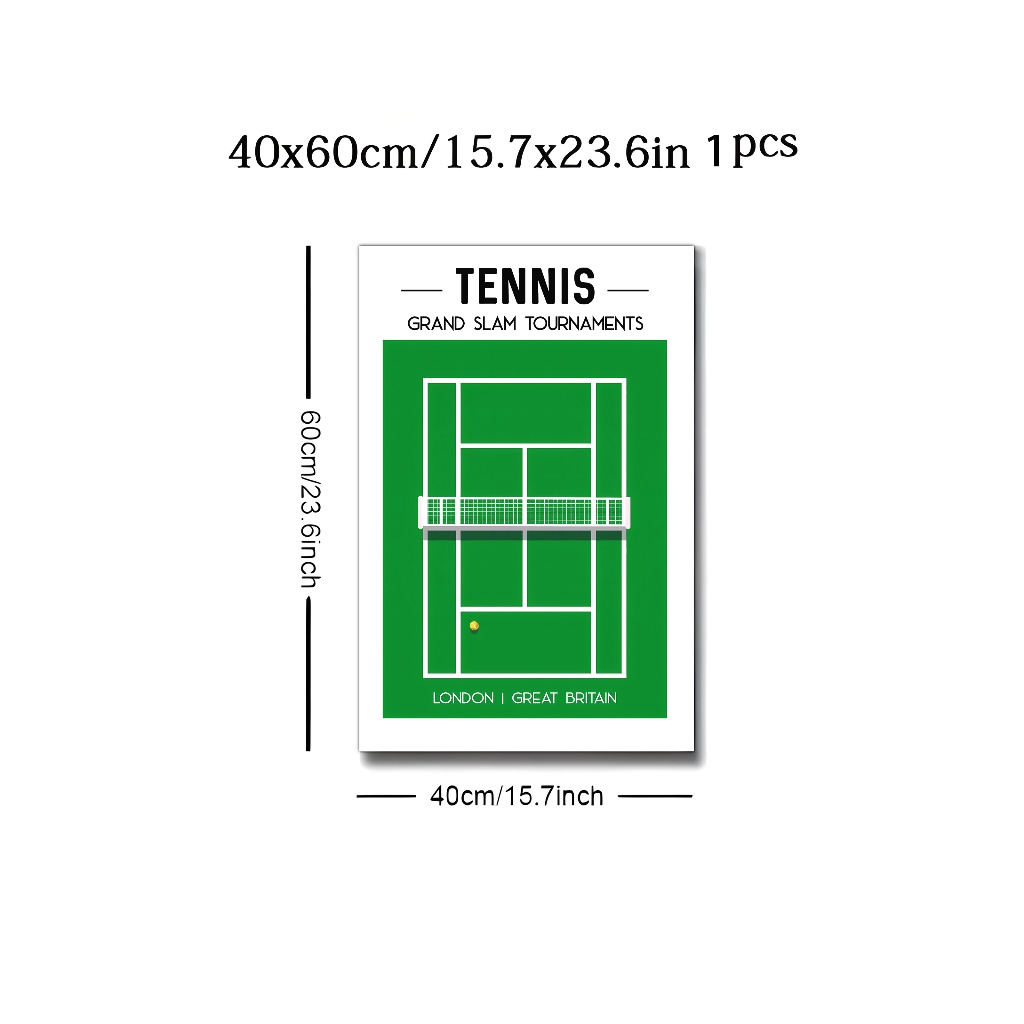 40x60cm/15.7x23.6in 1pcs
TENNIS
GRAND SLAM TOURNAMENTS
60cm/23.6inch
LONDON | GREAT BRITAIN
40cm/15.7inch